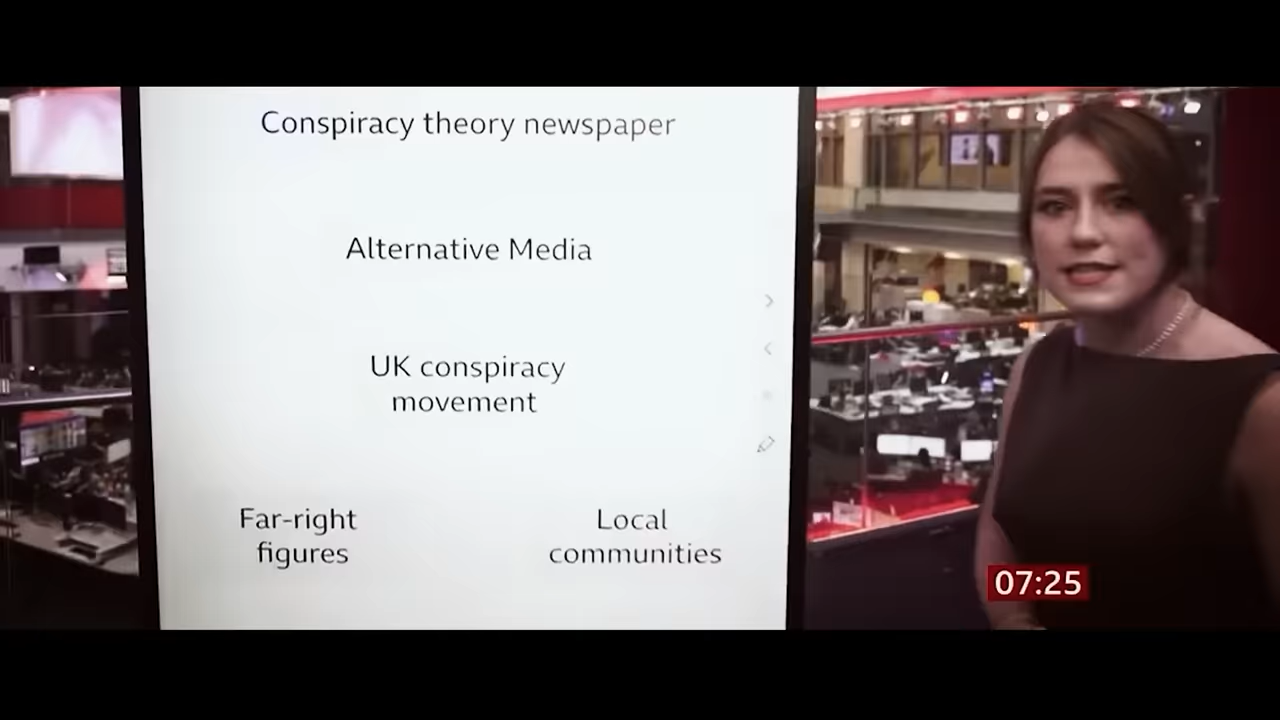 Conspiracy theory newspaper
Alternative Media
UK conspiracy
movement
Far-right
figures
Local
communities
07:25